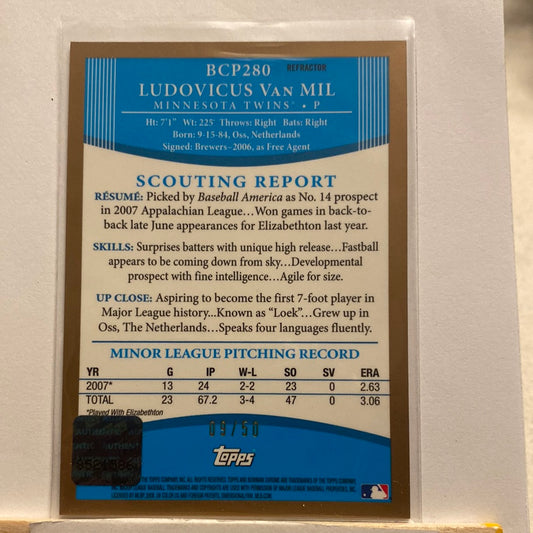 BCP280 REFRACTOR
LUDOVICUS VAN MIL
MINNESOTA TWINS® • P
Ht: 7'1" Wt: 225 Throws: Right Bats: Right
Born: 9-15-84, Oss, Netherlands
Signed: Brewers–2006, as Free Agent
SCOUTING REPORT
RÉSUMÉ: Picked by Baseball America as No. 14 prospect
in 2007 Appalachian League…Won games in back-to-
back late June appearances for Elizabethton last year.
SKILLS: Surprises batters with unique high release…Fastball
appears to be coming down from sky…Developmental
prospect with fine intelligence…Agile for size.
UP CLOSE: Aspiring to become the first 7-foot player in
Major League history...Known as “Loek”…Grew up in
Oss, The Netherlands…Speaks four languages fluently.
MINOR LEAGUE PITCHING RECORD
YR G IP W-L SO SV ERA
2007* 13 24 2-2 23 0 2.63
TOTAL 23 67.2 3-4 47 0 3.06
*Played With Elizabethton
09/50
topps